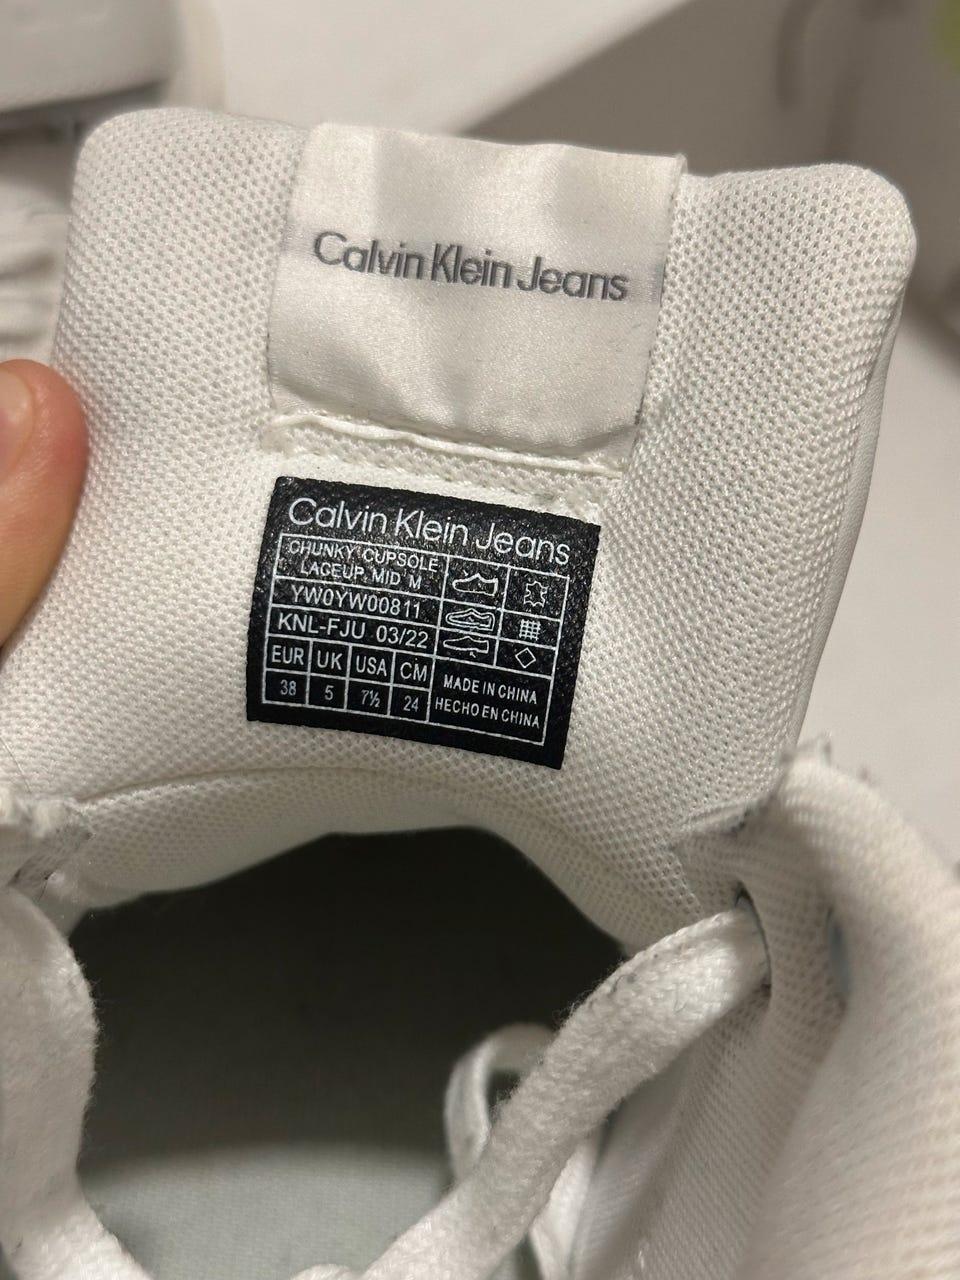 Calvin Klein Jeans
Calvin Klein Jeans
CHUNKY CUPSOLE
LACEUP MID M
YW0YW00811
KNL-FJU 03/22
EUR UK USA CM
38 5 7½ 24
MADE IN CHINA
HECHO EN CHINA